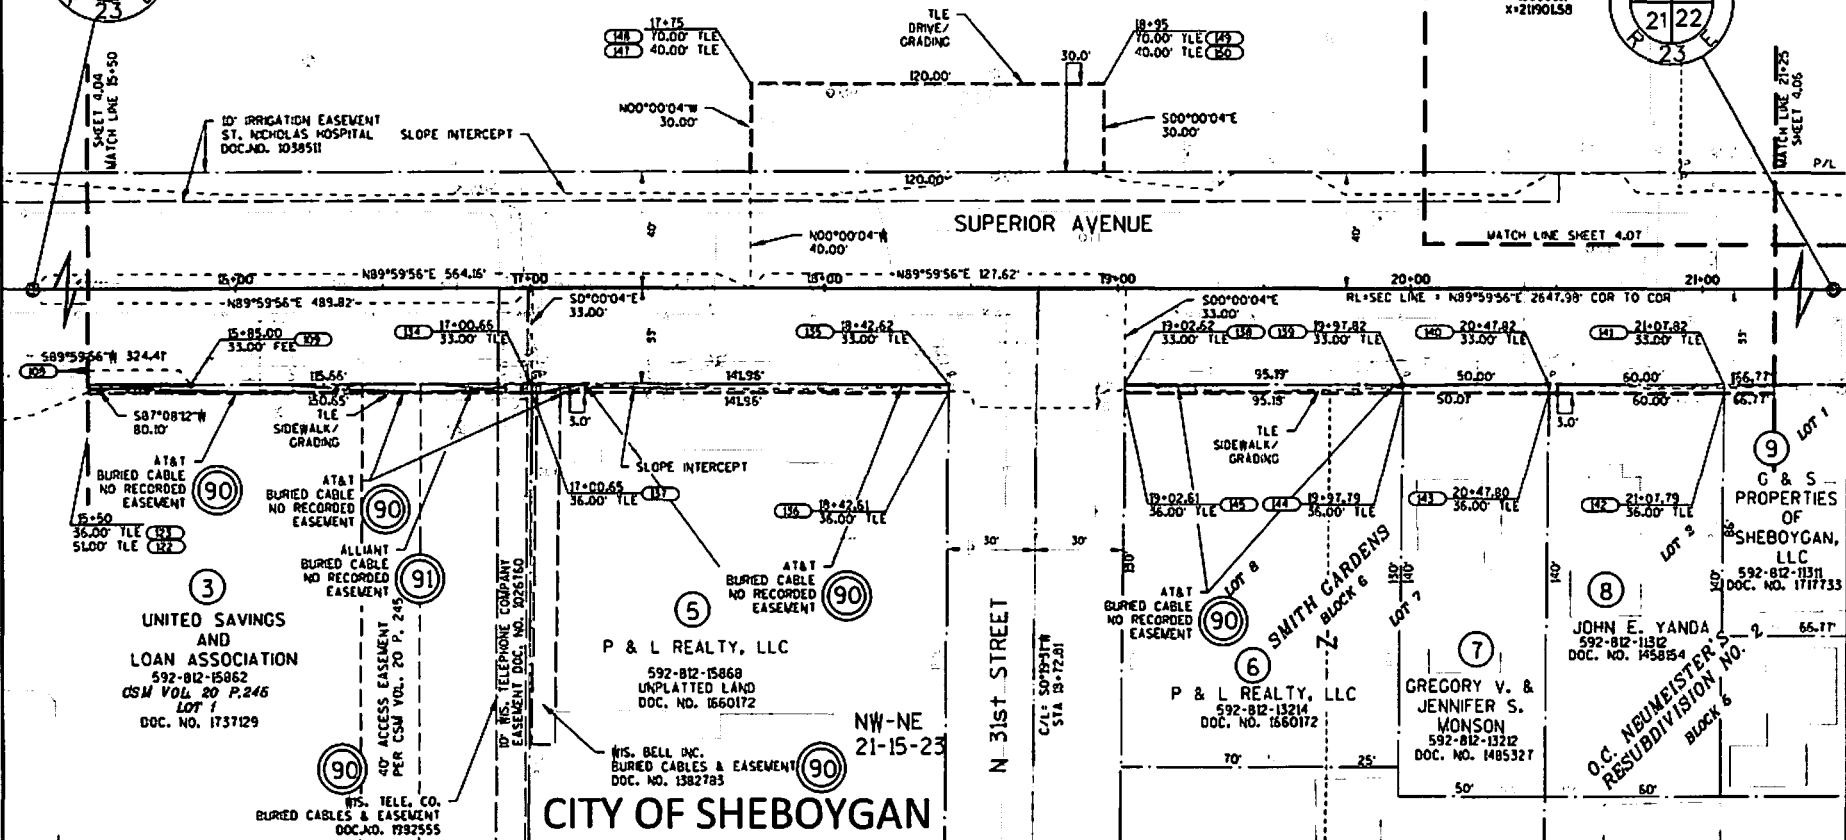 23
SHEET 4.04
MATCH LINE 15+50
10' IRRIGATION EASEMENT
ST. NICHOLAS HOSPITAL
DOC.NO. 1038511
SLOPE INTERCEPT
17+75
148 70.00' TLE
147 40.00' TLE
N00°00'04"W
30.00'
TLE
DRIVE/
GRADING
120.00'
30.0'
18+95
70.00' TLE 149
40.00' TLE 150
S00°00'04"E
30.00'
X=2119015.8
21 22
R 23 E
MATCH LINE 21+25
SHEET 4.05
P/L
120.00'
40'
N00°00'04"W
40.00'
SUPERIOR AVENUE
40'
MATCH LINE SHEET 4.07
N89°59'56"E 564.16'
N89°59'56"E 127.62'
16+00
17+00
18+00
19+00
20+00
21+00
N89°59'56"E 489.82'
S0°00'04"E
33.00'
S00°00'04"E
33.00'
RL=SEC LINE = N89°59'56"E 2647.98' COR TO COR
15+85.00
33.00' FEE 109
134 17+00.66
33.00' TLE
33'
135 18+42.62
33.00' TLE
19+02.62 138
33.00' TLE
139 19+97.82
33.00' TLE
140 20+47.82
33.00' TLE
141 21+07.82
33.00' TLE
33'
S89°59'56"W 324.41'
115.66'
141.96'
95.19'
50.00'
60.00'
166.77'
150.65'
141.96'
95.18'
50.01'
60.00'
66.77'
S87°08'12"W
80.10'
TLE
SIDEWALK/
GRADING
3.0'
SLOPE INTERCEPT
TLE
SIDEWALK/
GRADING
3.0'
AT&T
BURIED CABLE
NO RECORDED
EASEMENT
90
AT&T
BURIED CABLE
NO RECORDED
EASEMENT
90
17+00.65
36.00' TLE 137
136 18+42.61
36.00' TLE
19+02.61 145
36.00' TLE
144 19+97.79
36.00' TLE
143 20+47.80
36.00' TLE
142 21+07.79
36.00' TLE
15+50
36.00' TLE 123
51.00' TLE 122
ALLIANT
BURIED CABLE
NO RECORDED
EASEMENT
91
AT&T
BURIED CABLE
NO RECORDED
EASEMENT
90
30'
30'
AT&T
BURIED CABLE
NO RECORDED
EASEMENT
90
3
UNITED SAVINGS
AND
LOAN ASSOCIATION
592-812-15862
CSM VOL 20 P.246
LOT 1
DOC. NO. 1737129
40' ACCESS EASEMENT
PER CSM VOL. 20 P. 245
10' WIS. TELEPHONE COMPANY
EASEMENT DOC. NO. 1026760
5
P & L REALTY, LLC
592-812-15868
UNPLATTED LAND
DOC. NO. 1660172
NW-NE
21-15-23
N 31st STREET
STA 18+72.01
130'
LOT 8
SMITH GARDENS
BLOCK 6
6
P & L REALTY, LLC
592-812-13214
DOC. NO. 1660172
130'
140'
LOT 7
7
GREGORY V. &
JENNIFER S.
MONSON
592-812-13212
DOC. NO. 1485327
140'
8
JOHN E. YANDA
592-812-11312
DOC. NO. 1458154
LOT 2
140'
9
LOT 1
G & S
PROPERTIES
OF
SHEBOYGAN,
LLC
592-812-11311
DOC. NO. 1717733
66.77'
O.C. NEUMEISTER'S
RESUBDIVISION NO. 2
BLOCK 6
70'
25'
50'
60'
90
WIS. TELE. CO.
BURIED CABLES & EASEMENT
DOC.NO. 1992555
WIS. BELL INC.
BURIED CABLES & EASEMENT
DOC. NO. 1382783
90
CITY OF SHEBOYGAN